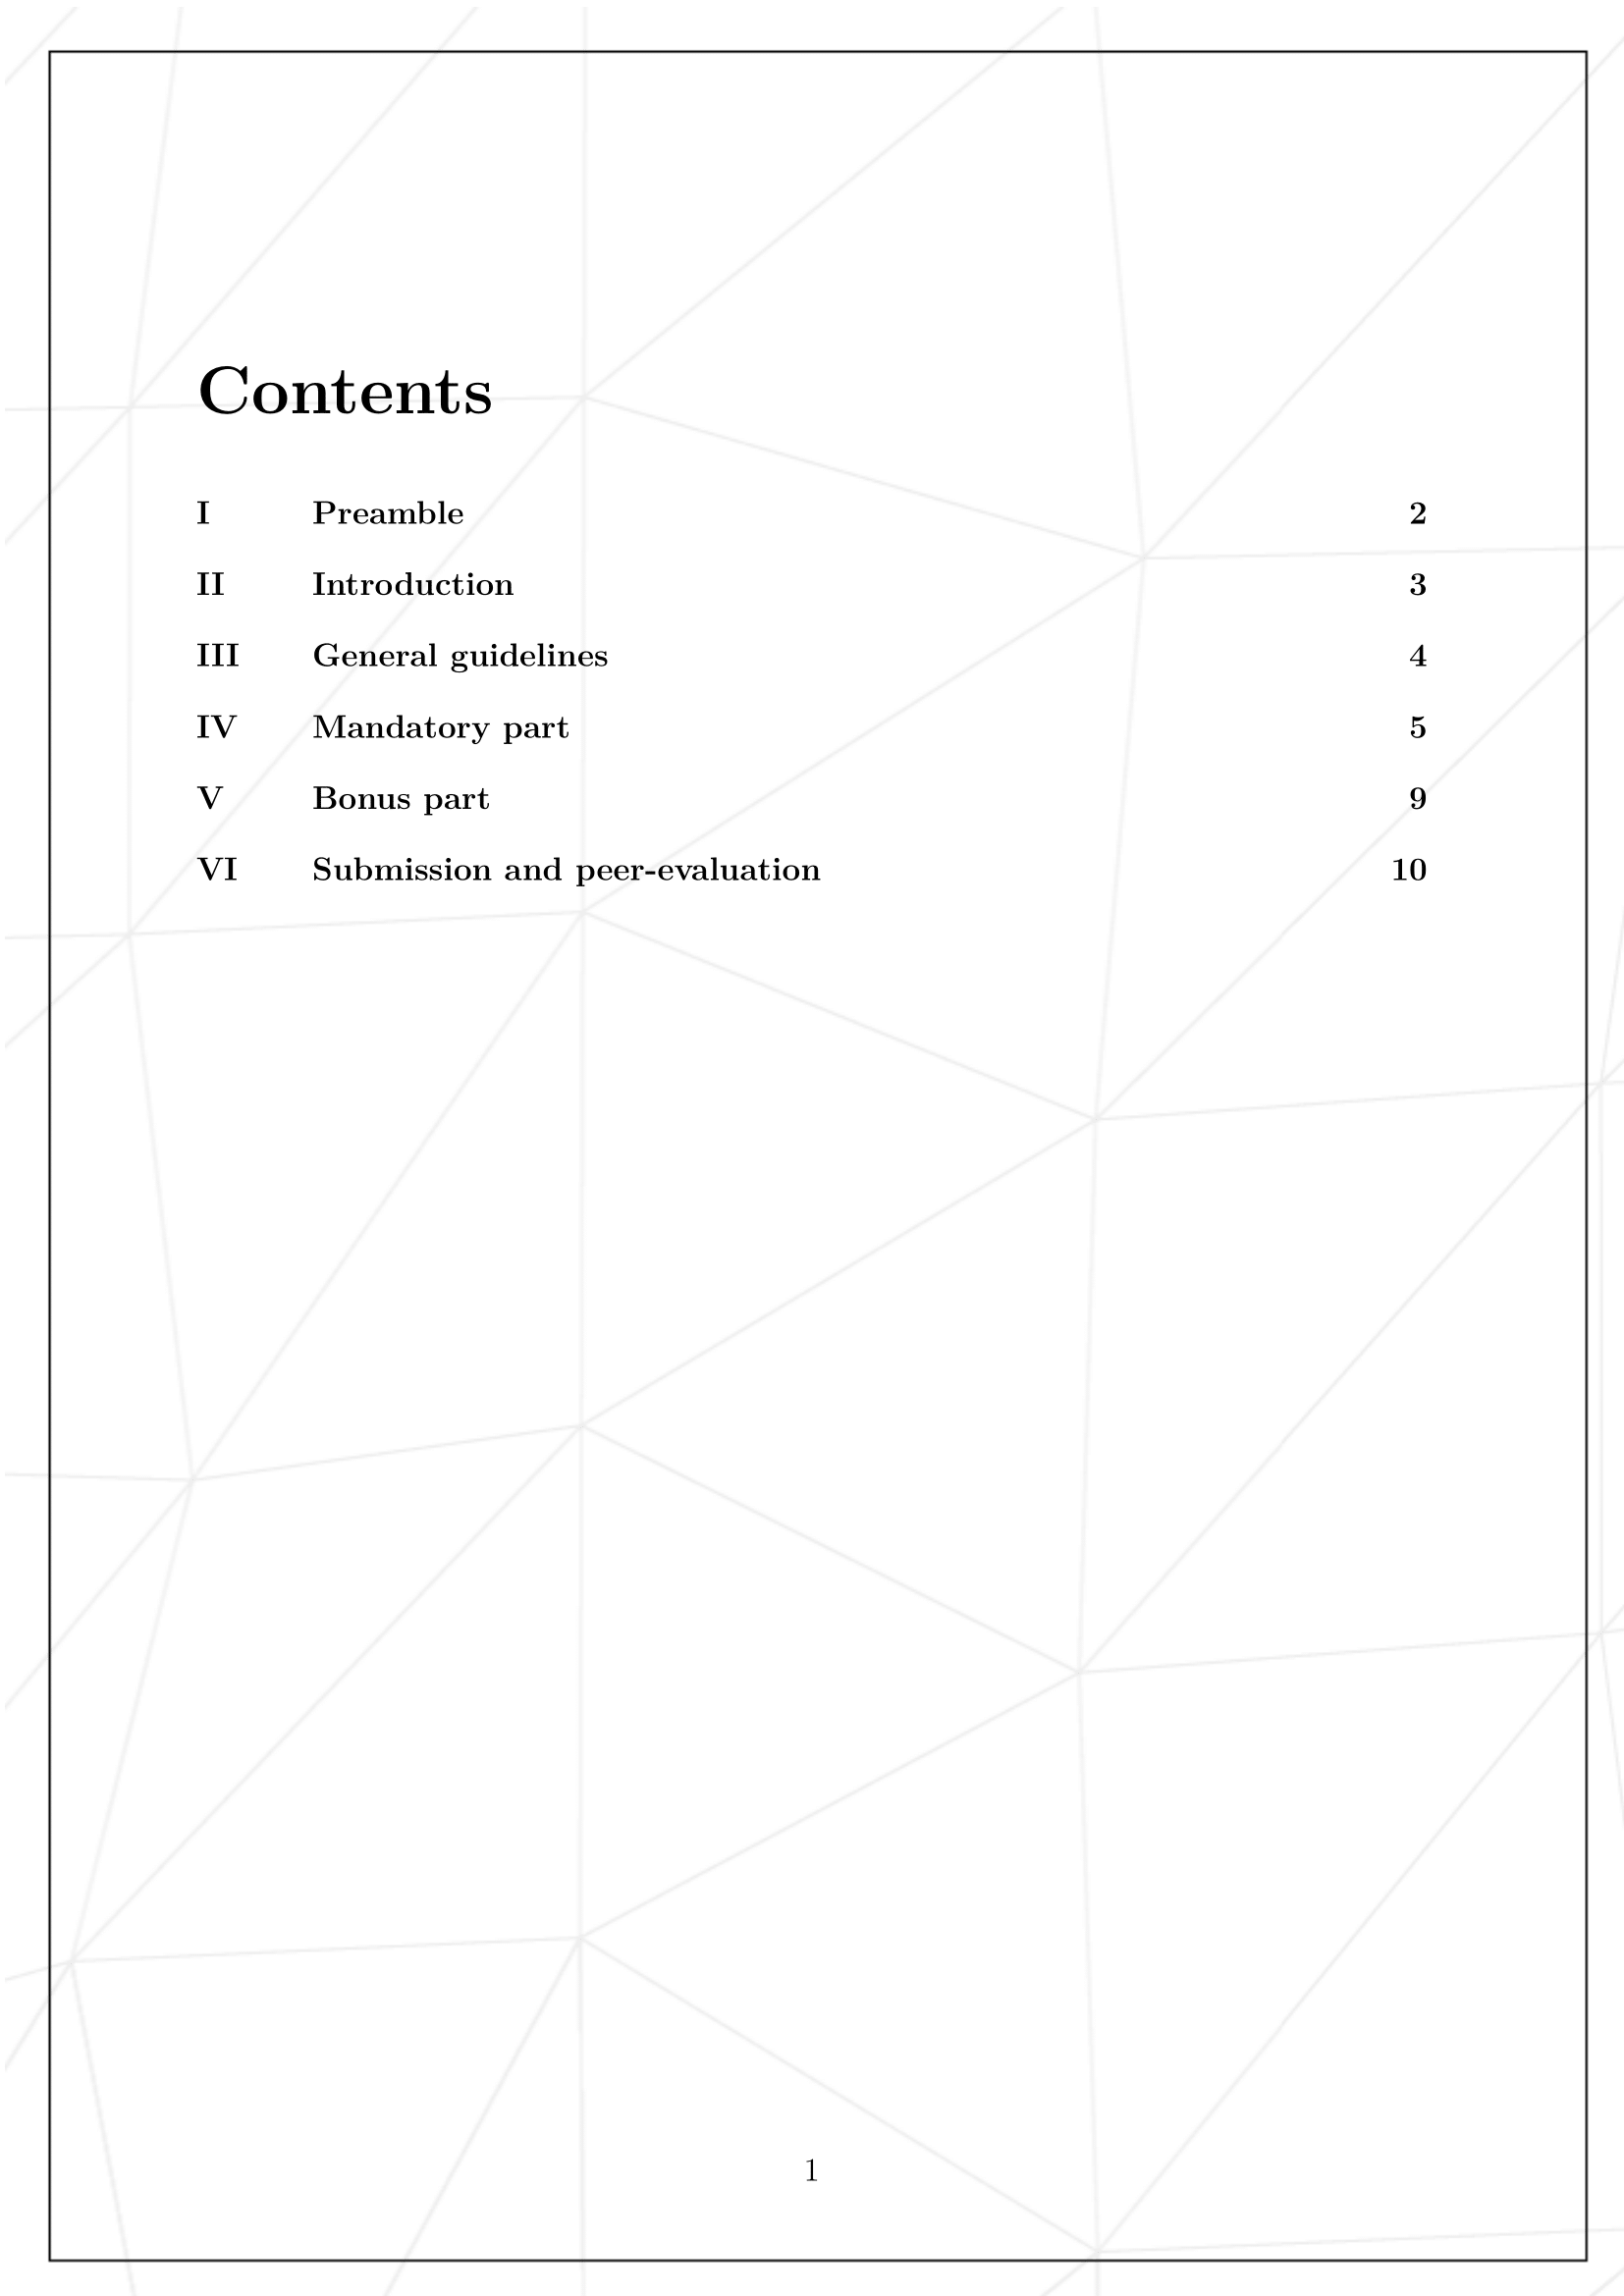 Contents
I Preamble 2
II Introduction 3
III General guidelines 4
IV Mandatory part 5
V Bonus part 9
VI Submission and peer-evaluation 10
1